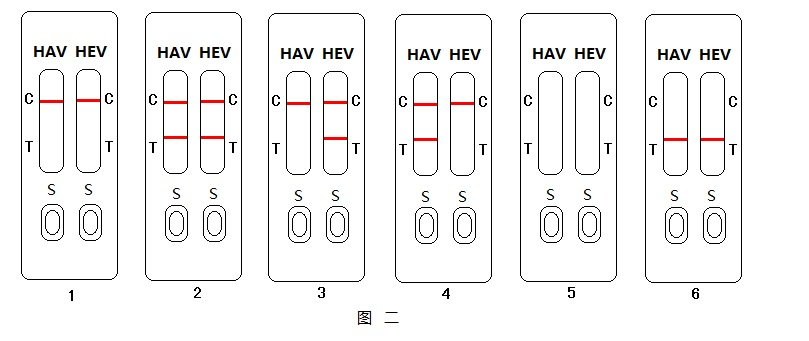 HAV HEV HAV HEV HAV HEV HAV HEV HAV HEV HAV HEV
C C C C C C C C C C C C
T T T T T T T T T T T T
S S S S S S S S S S S S
1 2 3 4 5 6
图 二